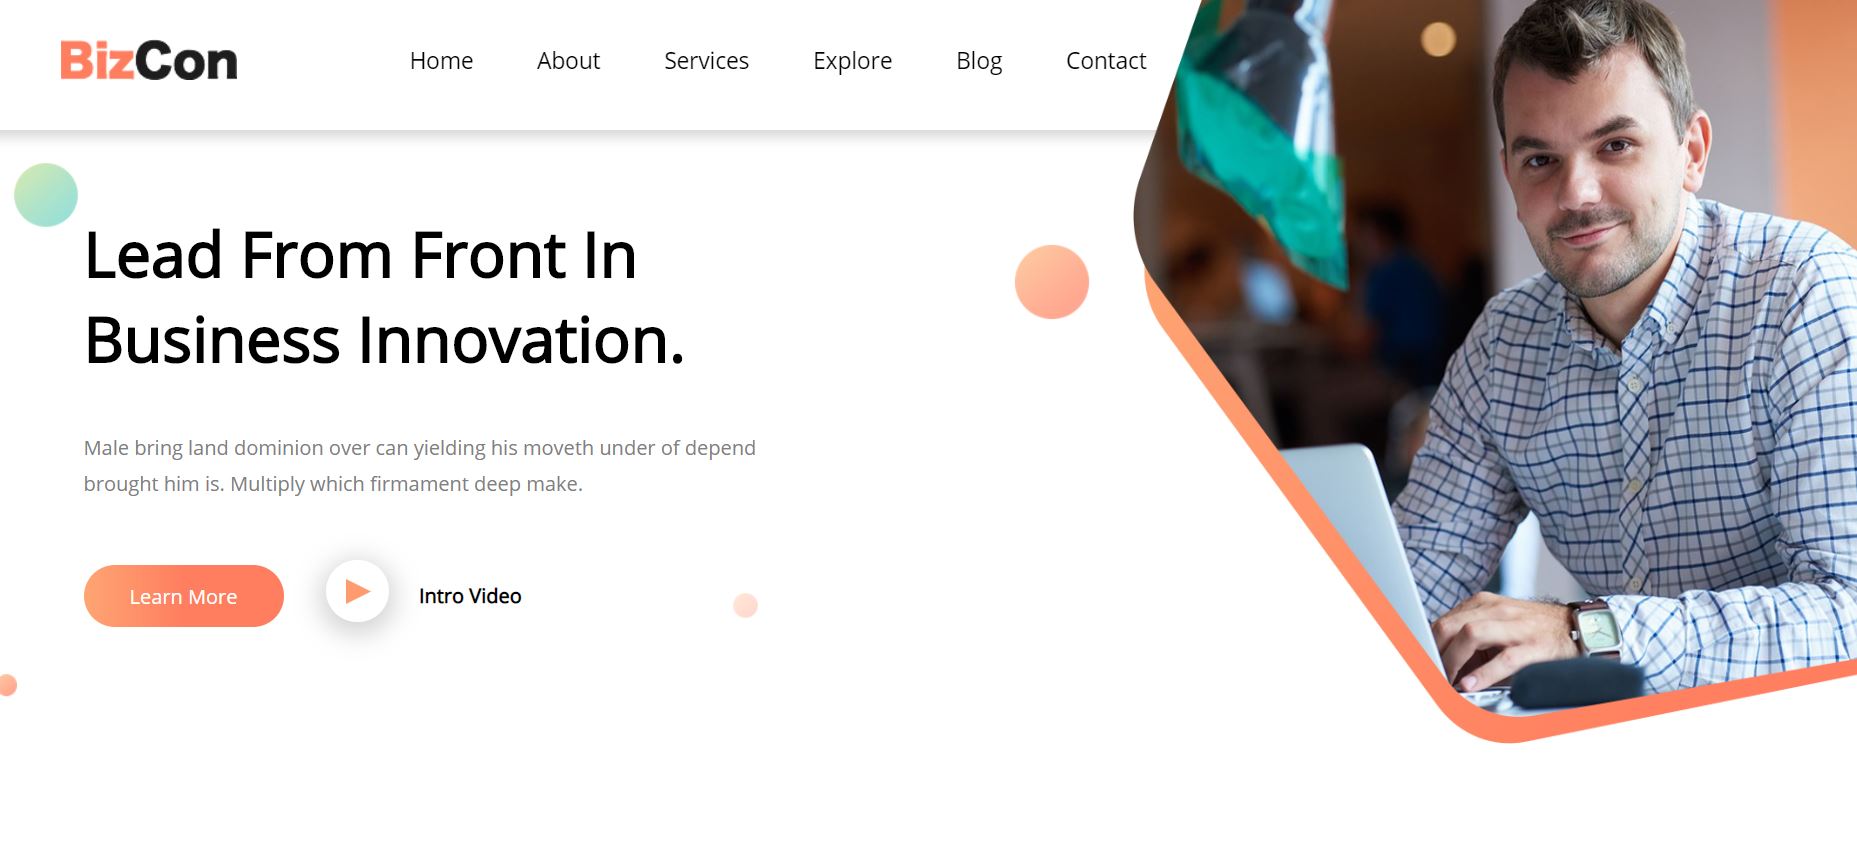 BizCon
Home About Services Explore Blog Contact
Lead From Front In
Business Innovation.
Male bring land dominion over can yielding his moveth under of depend
brought him is. Multiply which firmament deep make.
Learn More
Intro Video